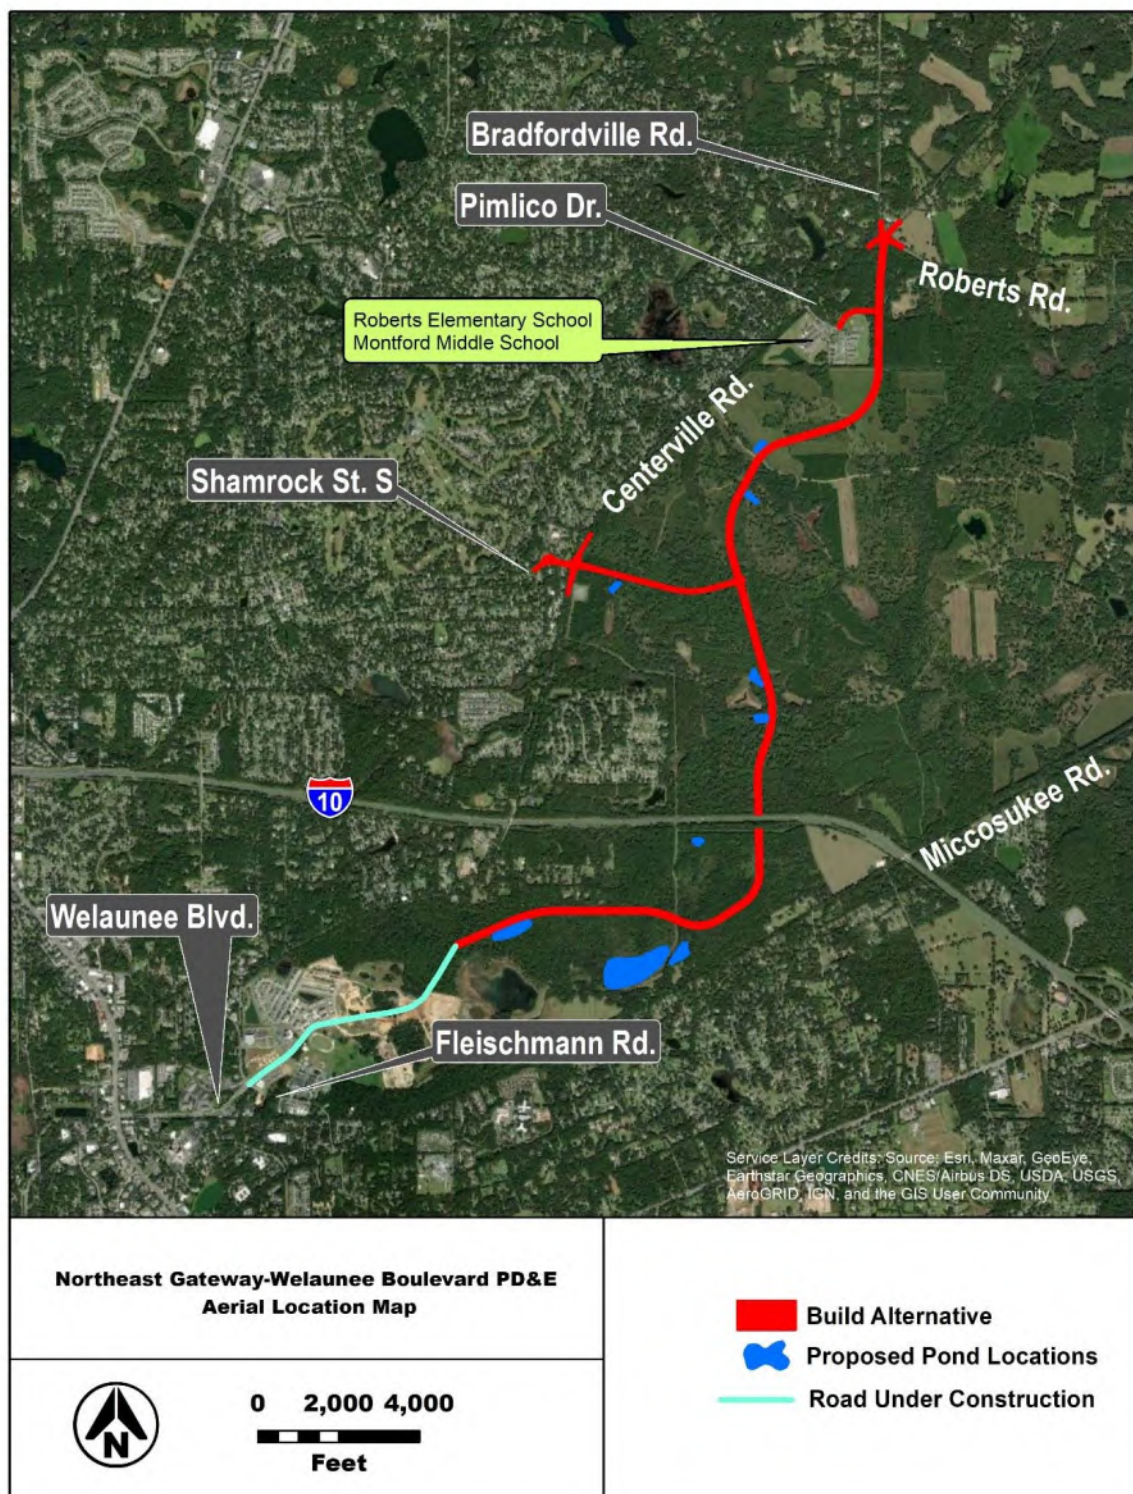 Bradfordville Rd.
Pimlico Dr.
Roberts Rd.
Roberts Elementary School
Montford Middle School
Centerville Rd.
Shamrock St. S
10
Miccosukee Rd.
Welaunee Blvd.
Fleischmann Rd.
Service Layer Credits: Source: Esri, Maxar, GeoEye,
Earthstar Geographics, CNES/Airbus DS, USDA, USGS,
AeroGRID, IGN, and the GIS User Community
Northeast Gateway-Welaunee Boulevard PD&E
Aerial Location Map
Build Alternative
Proposed Pond Locations
Road Under Construction
N
0 2,000 4,000
Feet